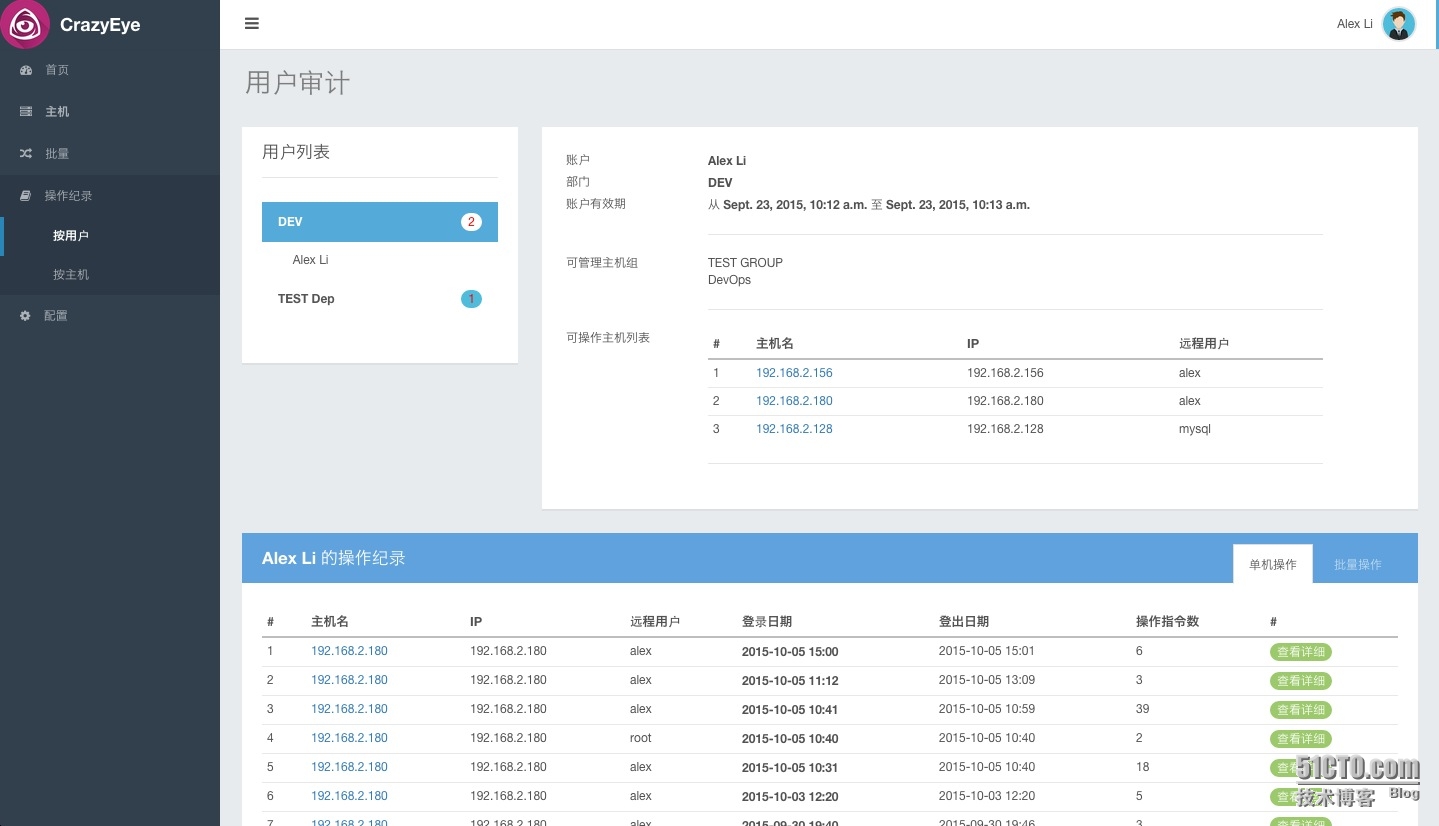 CrazyEye
Alex Li
首页
主机
批量
操作纪录
按用户
按主机
配置
用户审计
用户列表
DEV 2
Alex Li
TEST Dep 1
账户 Alex Li
部门 DEV
账户有效期 从 Sept. 23, 2015, 10:12 a.m. 至 Sept. 23, 2015, 10:13 a.m.
可管理主机组 TEST GROUP
DevOps
可操作主机列表
# 主机名 IP 远程用户
1 192.168.2.156 192.168.2.156 alex
2 192.168.2.180 192.168.2.180 alex
3 192.168.2.128 192.168.2.128 mysql
Alex Li 的操作纪录 单机操作 批量操作
# 主机名 IP 远程用户 登录日期 登出日期 操作指令数 #
1 192.168.2.180 192.168.2.180 alex 2015-10-05 15:00 2015-10-05 15:01 6 查看详细
2 192.168.2.180 192.168.2.180 alex 2015-10-05 11:12 2015-10-05 13:09 3 查看详细
3 192.168.2.180 192.168.2.180 alex 2015-10-05 10:41 2015-10-05 10:59 39 查看详细
4 192.168.2.180 192.168.2.180 root 2015-10-05 10:40 2015-10-05 10:40 2 查看详细
5 192.168.2.180 192.168.2.180 alex 2015-10-05 10:31 2015-10-05 10:40 18 查看
6 192.168.2.180 192.168.2.180 alex 2015-10-03 12:20 2015-10-03 12:20 5 查
7 192.168.2.180 192.168.2.180 alex 2015-09-30 19:40 2015-09-30 19:46 3 查看详细
51CTO.com
技术博客 Blog